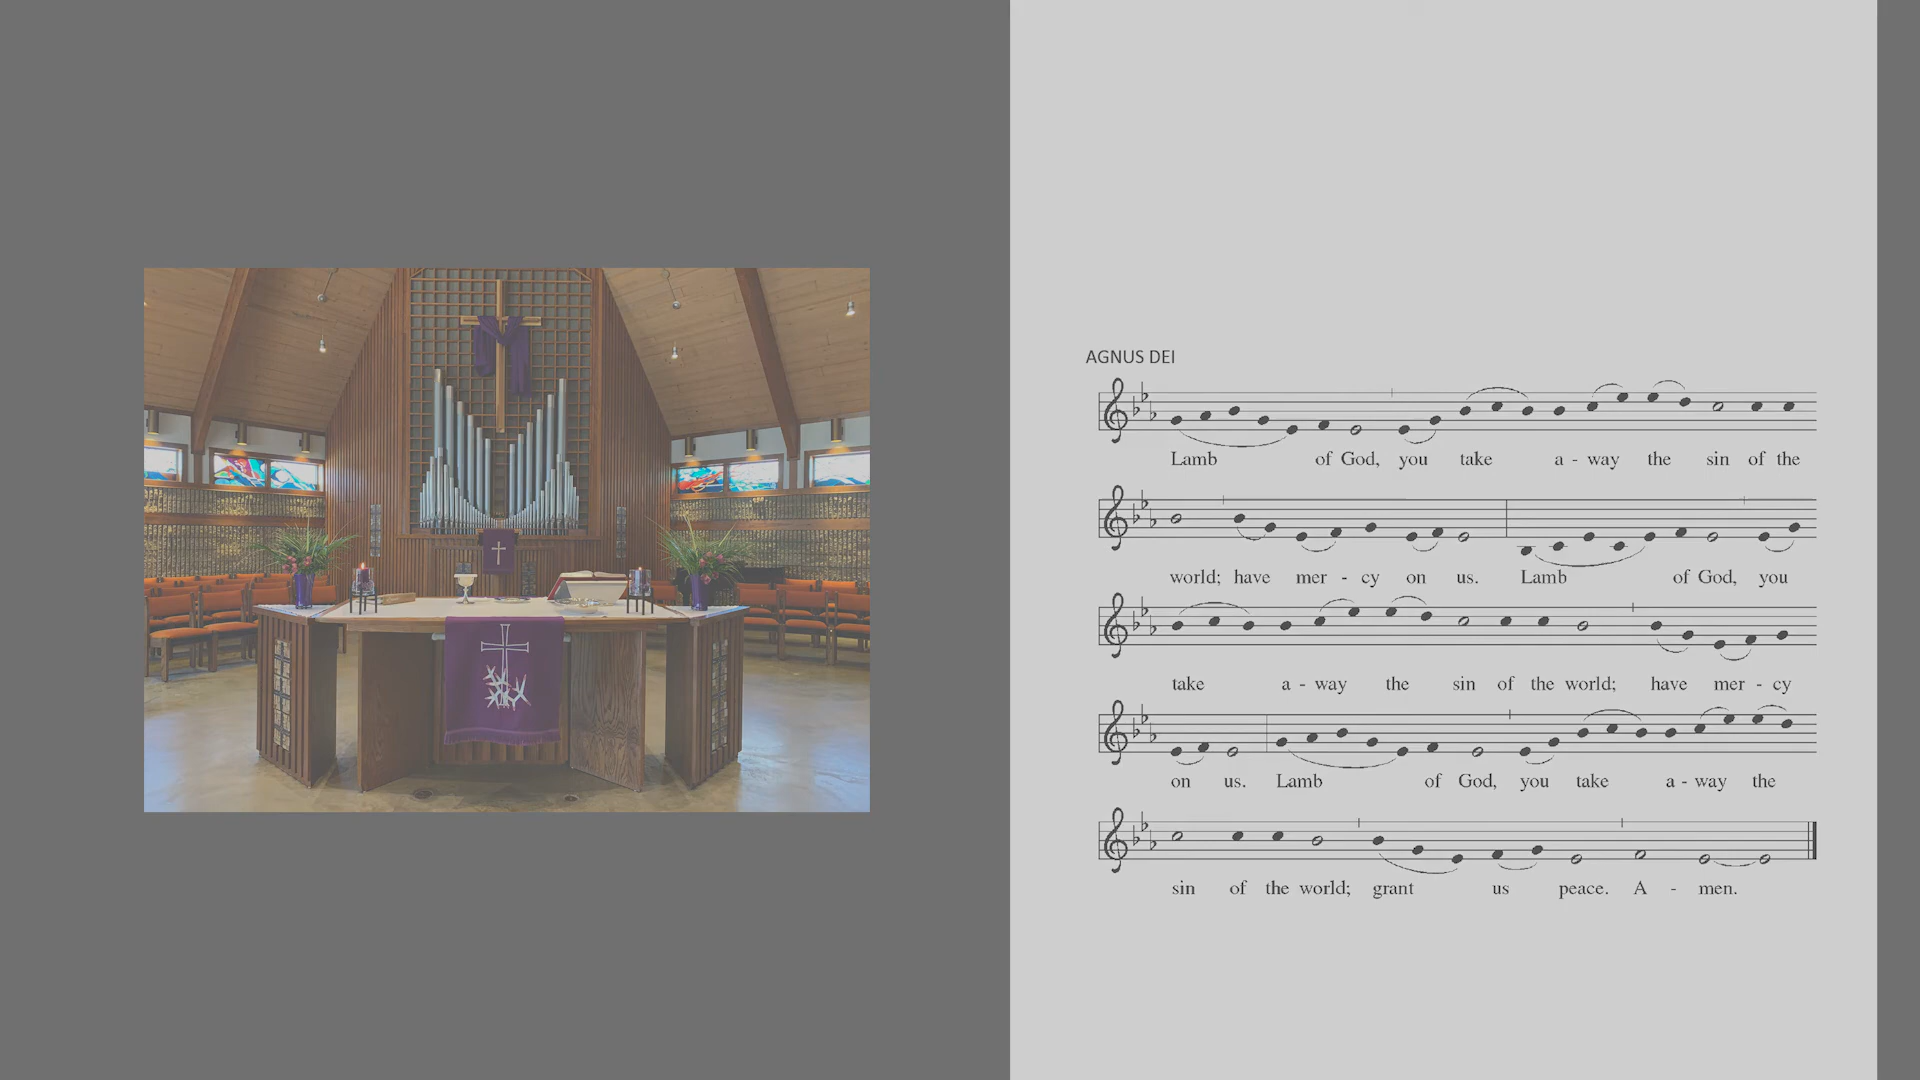 AGNUS DEI
Lamb of God, you take a - way the sin of the
world; have mer - cy on us. Lamb of God, you
take a - way the sin of the world; have mer - cy
on us. Lamb of God, you take a - way the
sin of the world; grant us peace. A - men.